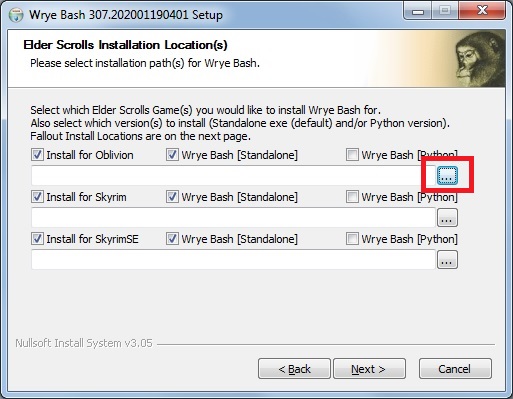 Wrye Bash 307.202001190401 Setup
Elder Scrolls Installation Location(s)
Please select installation path(s) for Wrye Bash.
Select which Elder Scrolls Game(s) you would like to install Wrye Bash for.
Also select which version(s) to install (Standalone exe (default) and/or Python version).
Fallout Install Locations are on the next page.
Install for Oblivion Wrye Bash [Standalone] Wrye Bash [Python]
...
Install for Skyrim Wrye Bash [Standalone] Wrye Bash [Python]
...
Install for SkyrimSE Wrye Bash [Standalone] Wrye Bash [Python]
...
Nullsoft Install System v3.05
< Back Next > Cancel